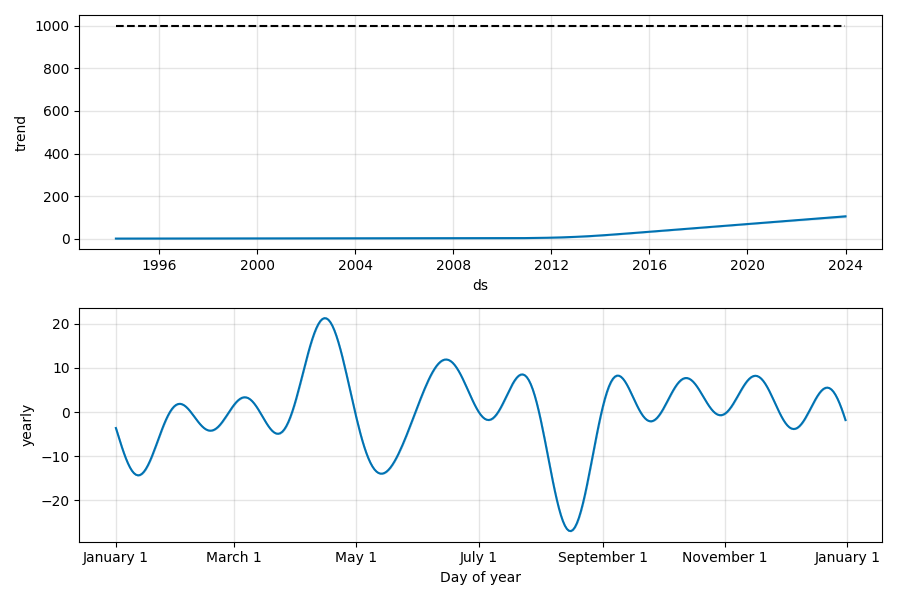 1000
800
600
400
200
0
trend
1996 2000 2004 2008 2012 2016 2020 2024
ds
20
10
0
−10
−20
yearly
January 1 March 1 May 1 July 1 September 1 November 1 January 1
Day of year